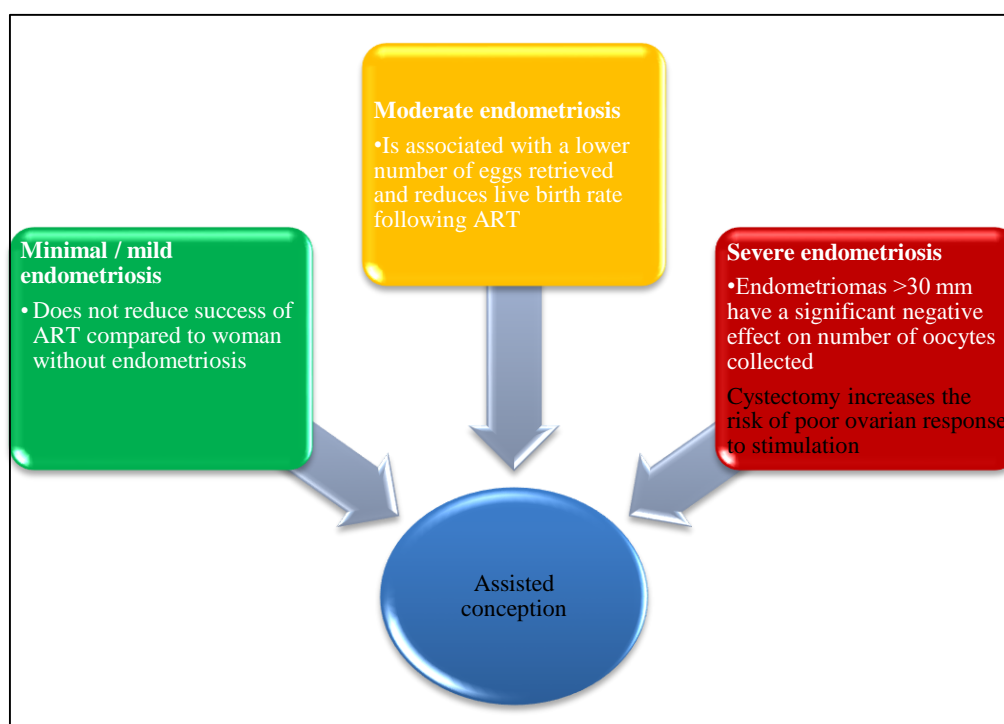 Moderate endometriosis
•Is associated with a lower
number of eggs retrieved
and reduces live birth rate
following ART
Minimal / mild
endometriosis
• Does not reduce success of
ART compared to woman
without endometriosis
Severe endometriosis
•Endometriomas >30 mm
have a significant negative
effect on number of oocytes
collected
Cystectomy increases the
risk of poor ovarian response
to stimulation
Assisted
conception